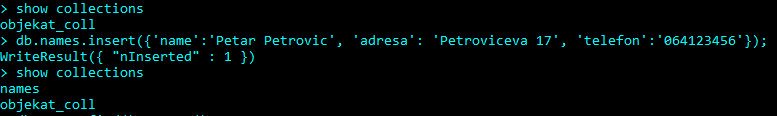 > show collections
objekat_coll
> db.names.insert({'name':'Petar Petrovic', 'adresa': 'Petroviceva 17', 'telefon':'064123456'});
WriteResult({ "nInserted" : 1 })
> show collections
names
objekat_coll